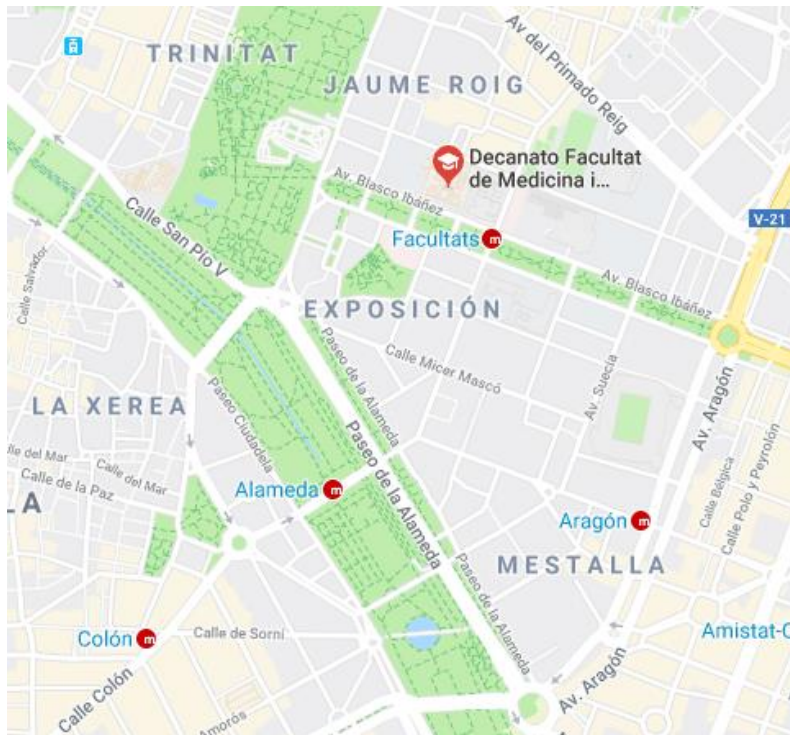 TRINITAT
JAUME ROIG
Av del Primado Reig
Decanato Facultat
de Medicina i...
Av. Blasco Ibáñez
V-21
Calle San Pío V
Facultats m
Calle Salvador
Av. Blasco Ibáñez
EXPOSICIÓN
Paseo de la Alameda
Calle Micer Mascó
Av. Suecia
Av. Aragón
LA XEREA
Paseo Ciudadela
Paseo de la Alameda
lle del Mar
Calle del Mar
Calle de la Paz
LA
Alameda m
Calle Bélgica
Calle Polo y Peyrolón
Aragón m
MESTALLA
Paseo de la Alameda
Colón m
Calle de Sorní
Amistat-C
Calle Colón
Amorós
Av. Aragón